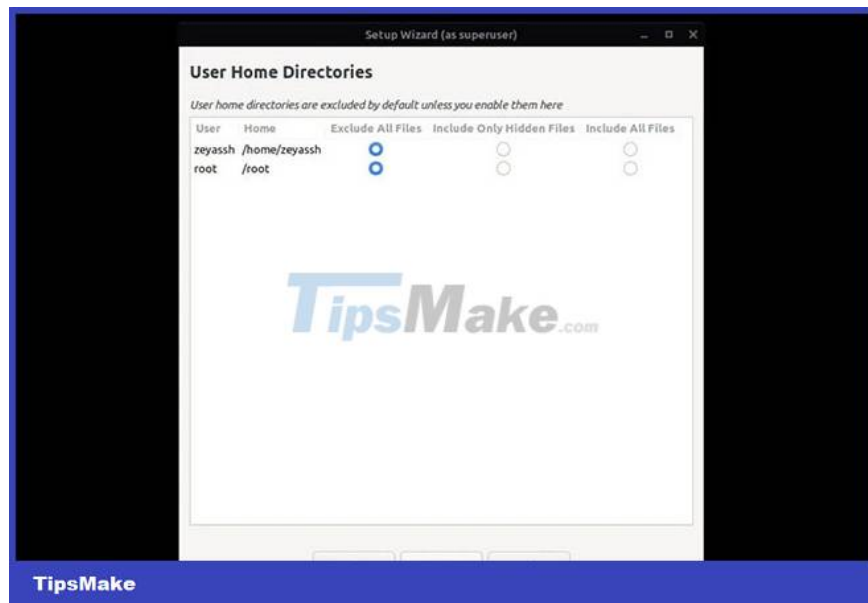 Setup Wizard (as superuser)
User Home Directories
User home directories are excluded by default unless you enable them here
User Home Exclude All Files Include Only Hidden Files Include All Files
zeyassh /home/zeyassh
root /root
TipsMake.com
TipsMake